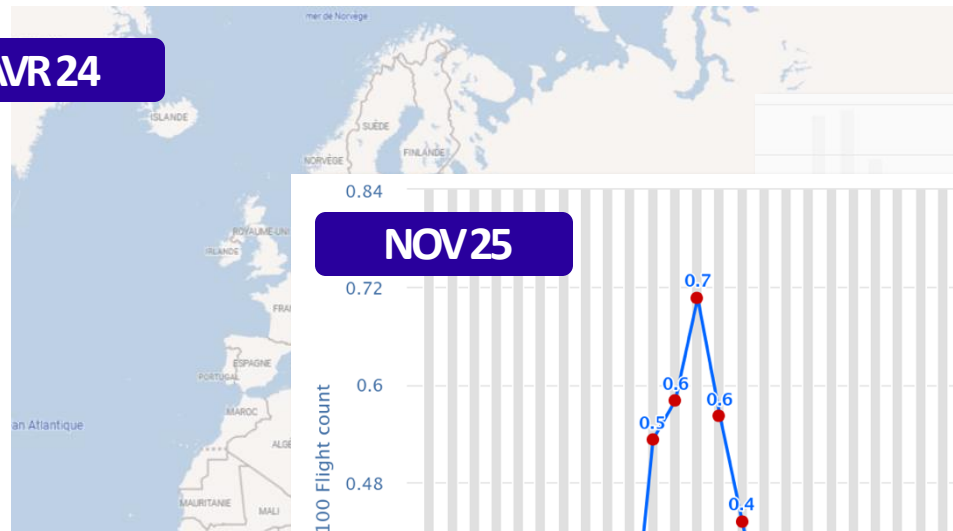 mer de Norvège
AVR 24
ISLANDE
SUÈDE
FINLANDE
NORVÈGE
0.84
NOV 25
ROYAUME-UNI
IRLANDE
0.72
0.7
FRA
ESPAGNE
PORTUGAL
0.6
0.6
0.6
MAROC
0.5
an Atlantique
ALGÉ
100 Flight count
0.48
MAURITANIE
MALI
0.4